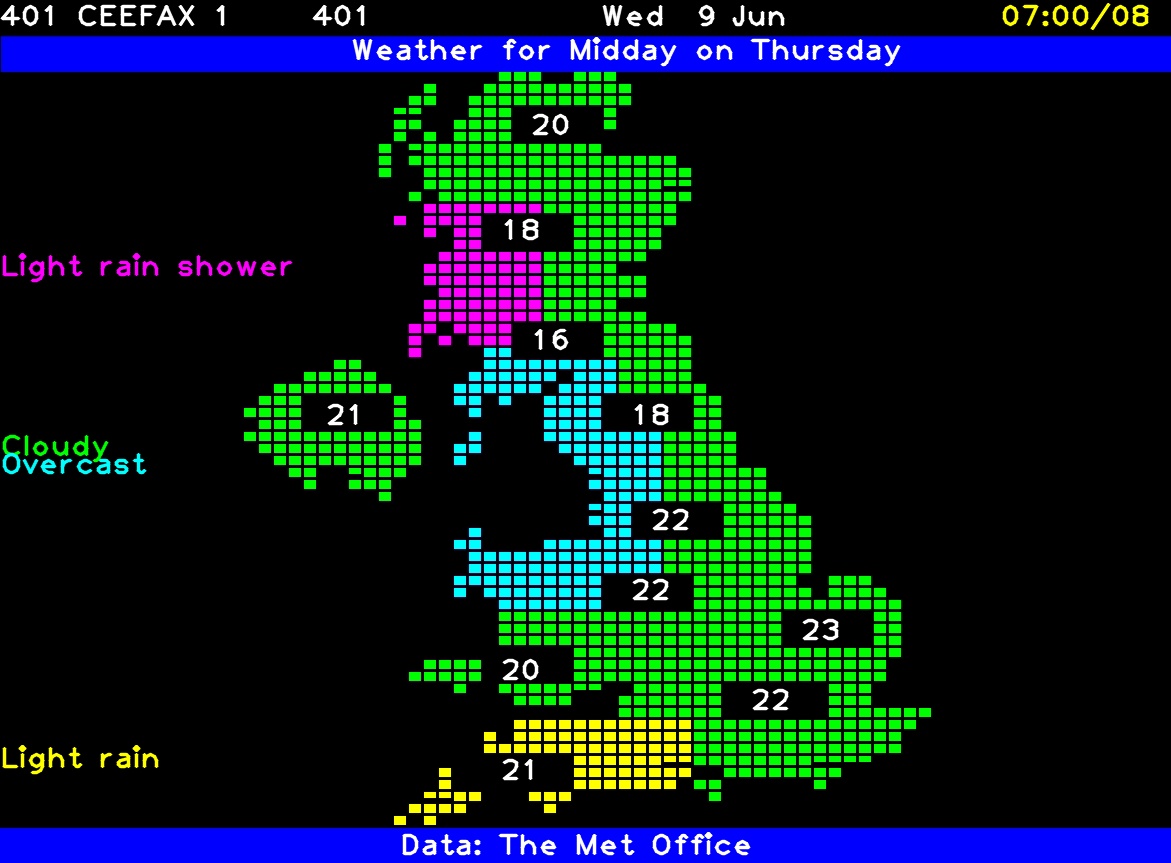 401 CEEFAX 1 401 Wed 9 Jun 07:00/08
Weather for Midday on Thursday
20
18
Light rain shower
16
21 18
Cloudy
Overcast
22
22
23
20
22
Light rain
21
Data: The Met Office